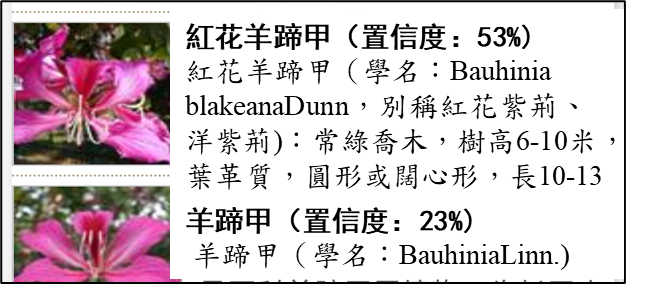 紅花羊蹄甲（置信度：53%）
紅花羊蹄甲（學名：Bauhinia
blakeanaDunn，別稱紅花紫荊、
洋紫荊)：常綠喬木，樹高6-10米，
葉革質，圓形或闊心形，長10-13
羊蹄甲（置信度：23%）
羊蹄甲（學名：BauhiniaLinn.)